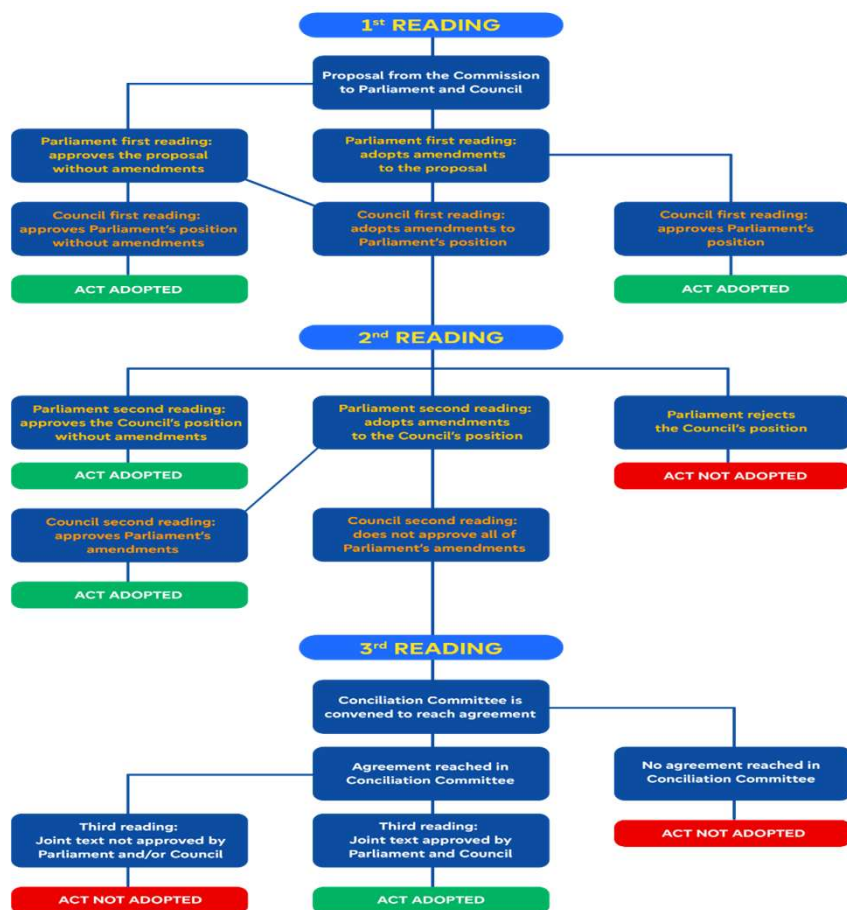 1st READING
Proposal from the Commission
to Parliament and Council
Parliament first reading:
approves the proposal
without amendments
Parliament first reading:
adopts amendments
to the proposal
Council first reading:
approves Parliament's position
without amendments
Council first reading:
adopts amendments to
Parliament's position
Council first reading:
approves Parliament's
position
ACT ADOPTED
ACT ADOPTED
2nd READING
Parliament second reading:
approves the Council's position
without amendments
Parliament second reading:
adopts amendments
to the Council's position
Parliament rejects
the Council's position
ACT ADOPTED
ACT NOT ADOPTED
Council second reading:
approves Parliament's
amendments
Council second reading:
does not approve all of
Parliament's amendments
ACT ADOPTED
3rd READING
Conciliation Committee is
convened to reach agreement
Agreement reached in
Conciliation Committee
No agreement reached in
Conciliation Committee
Third reading:
Joint text not approved by
Parliament and/or Council
Third reading:
Joint text approved by
Parliament and Council
ACT NOT ADOPTED
ACT NOT ADOPTED
ACT ADOPTED